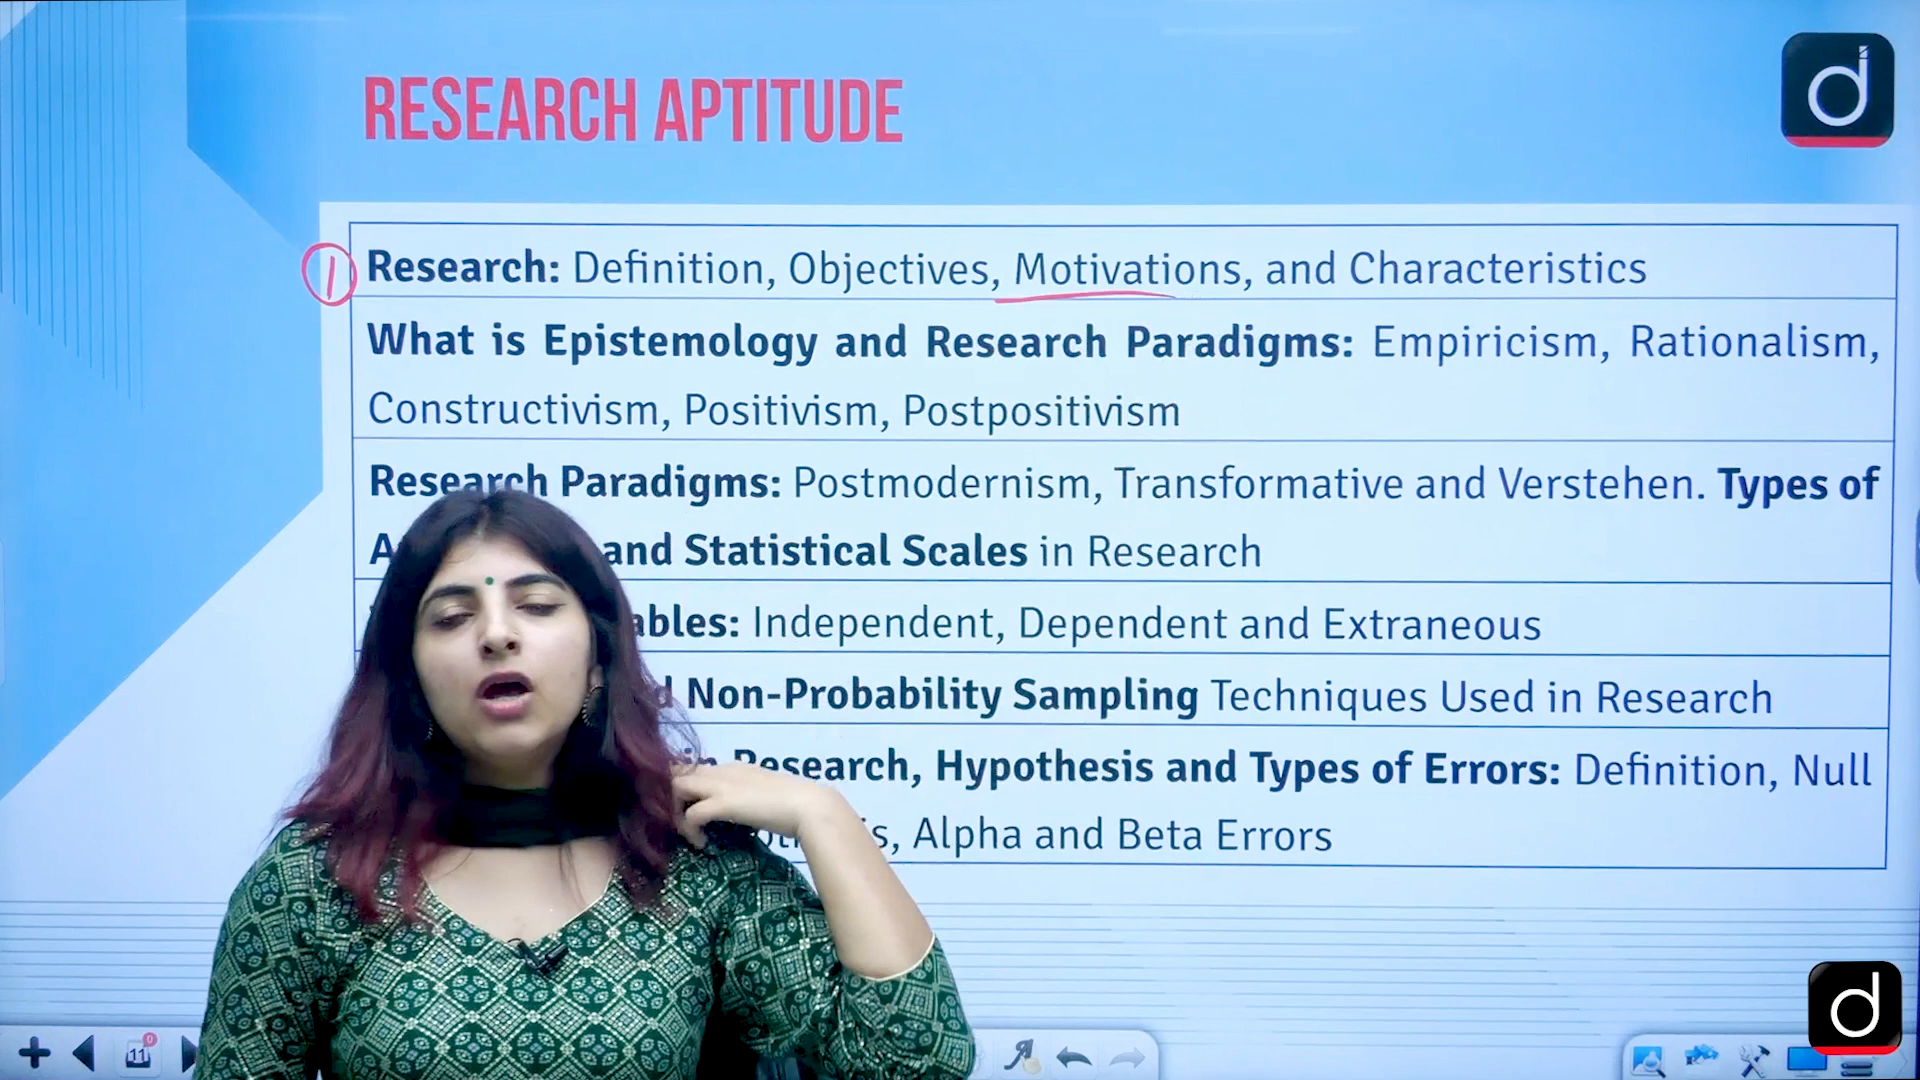 RESEARCH APTITUDE
d
1
Research: Definition, Objectives, Motivations, and Characteristics
What is Epistemology and Research Paradigms: Empiricism, Rationalism,
Constructivism, Positivism, Postpositivism
Research Paradigms: Postmodernism, Transformative and Verstehen. Types of
and Statistical Scales in Research
Independent, Dependent and Extraneous
Non-Probability Sampling Techniques Used in Research
Research, Hypothesis and Types of Errors: Definition, Null
Alpha and Beta Errors
11
0
d